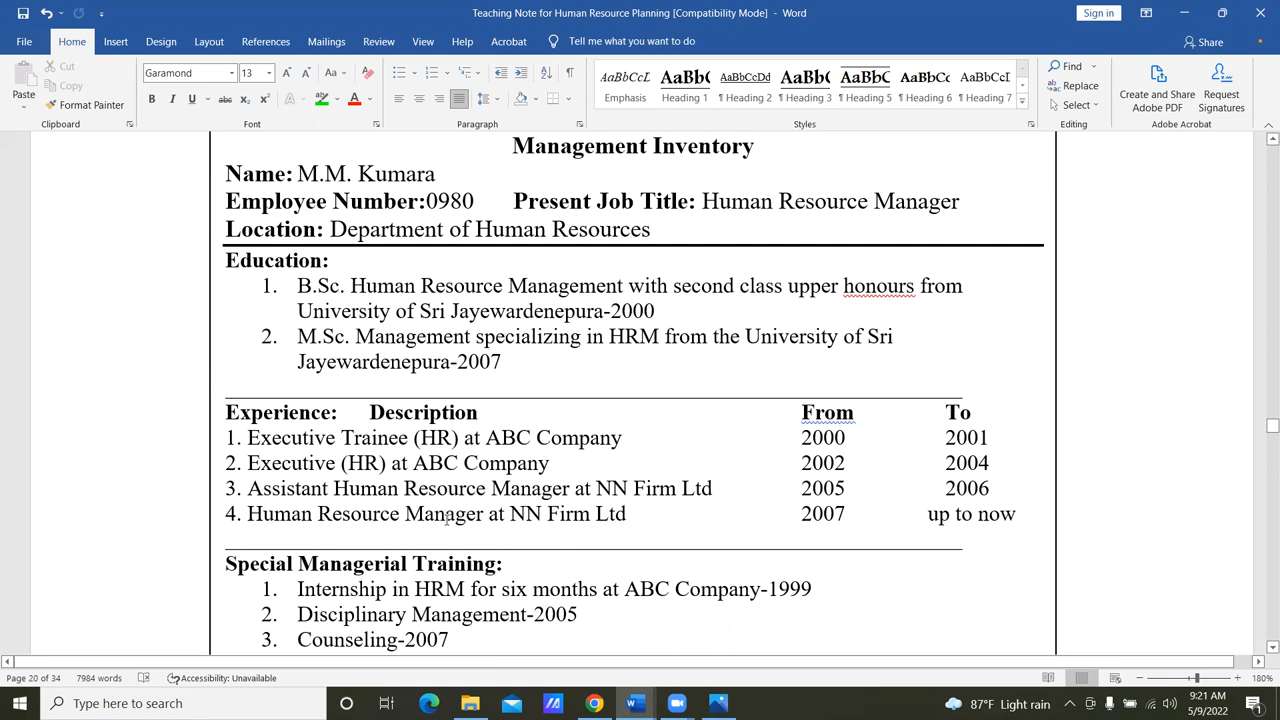 Teaching Note for Human Resource Planning [Compatibility Mode] - Word
Sign in
File Home Insert Design Layout References Mailings Review View Help Acrobat Tell me what you want to do Share
Paste
Cut
Copy
Format Painter
Clipboard
Garamond 13
Font
Paragraph
AaBbCcL AaBb( AaBbCcDd AaBb( AaBbC AaBbCc AaBbCc
Emphasis Heading 1 ¶ Heading 2 ¶ Heading 3 ¶ Heading 5 ¶ Heading 6 ¶ Heading 7
Styles
Find
Replace
Select
Editing
Create and Share
Adobe PDF
Request
Signatures
Adobe Acrobat
Management Inventory
Name: M.M. Kumara
Employee Number:0980 Present Job Title: Human Resource Manager
Location: Department of Human Resources
Education:
1. B.Sc. Human Resource Management with second class upper honours from
University of Sri Jayewardenepura-2000
2. M.Sc. Management specializing in HRM from the University of Sri
Jayewardenepura-2007
Experience: Description From To
1. Executive Trainee (HR) at ABC Company 2000 2001
2. Executive (HR) at ABC Company 2002 2004
3. Assistant Human Resource Manager at NN Firm Ltd 2005 2006
4. Human Resource Manager at NN Firm Ltd 2007 up to now
Special Managerial Training:
1. Internship in HRM for six months at ABC Company-1999
2. Disciplinary Management-2005
3. Counseling-2007
Page 20 of 34 7984 words Accessibility: Unavailable 180%
Type here to search
87°F Light rain
9:21 AM
5/9/2022